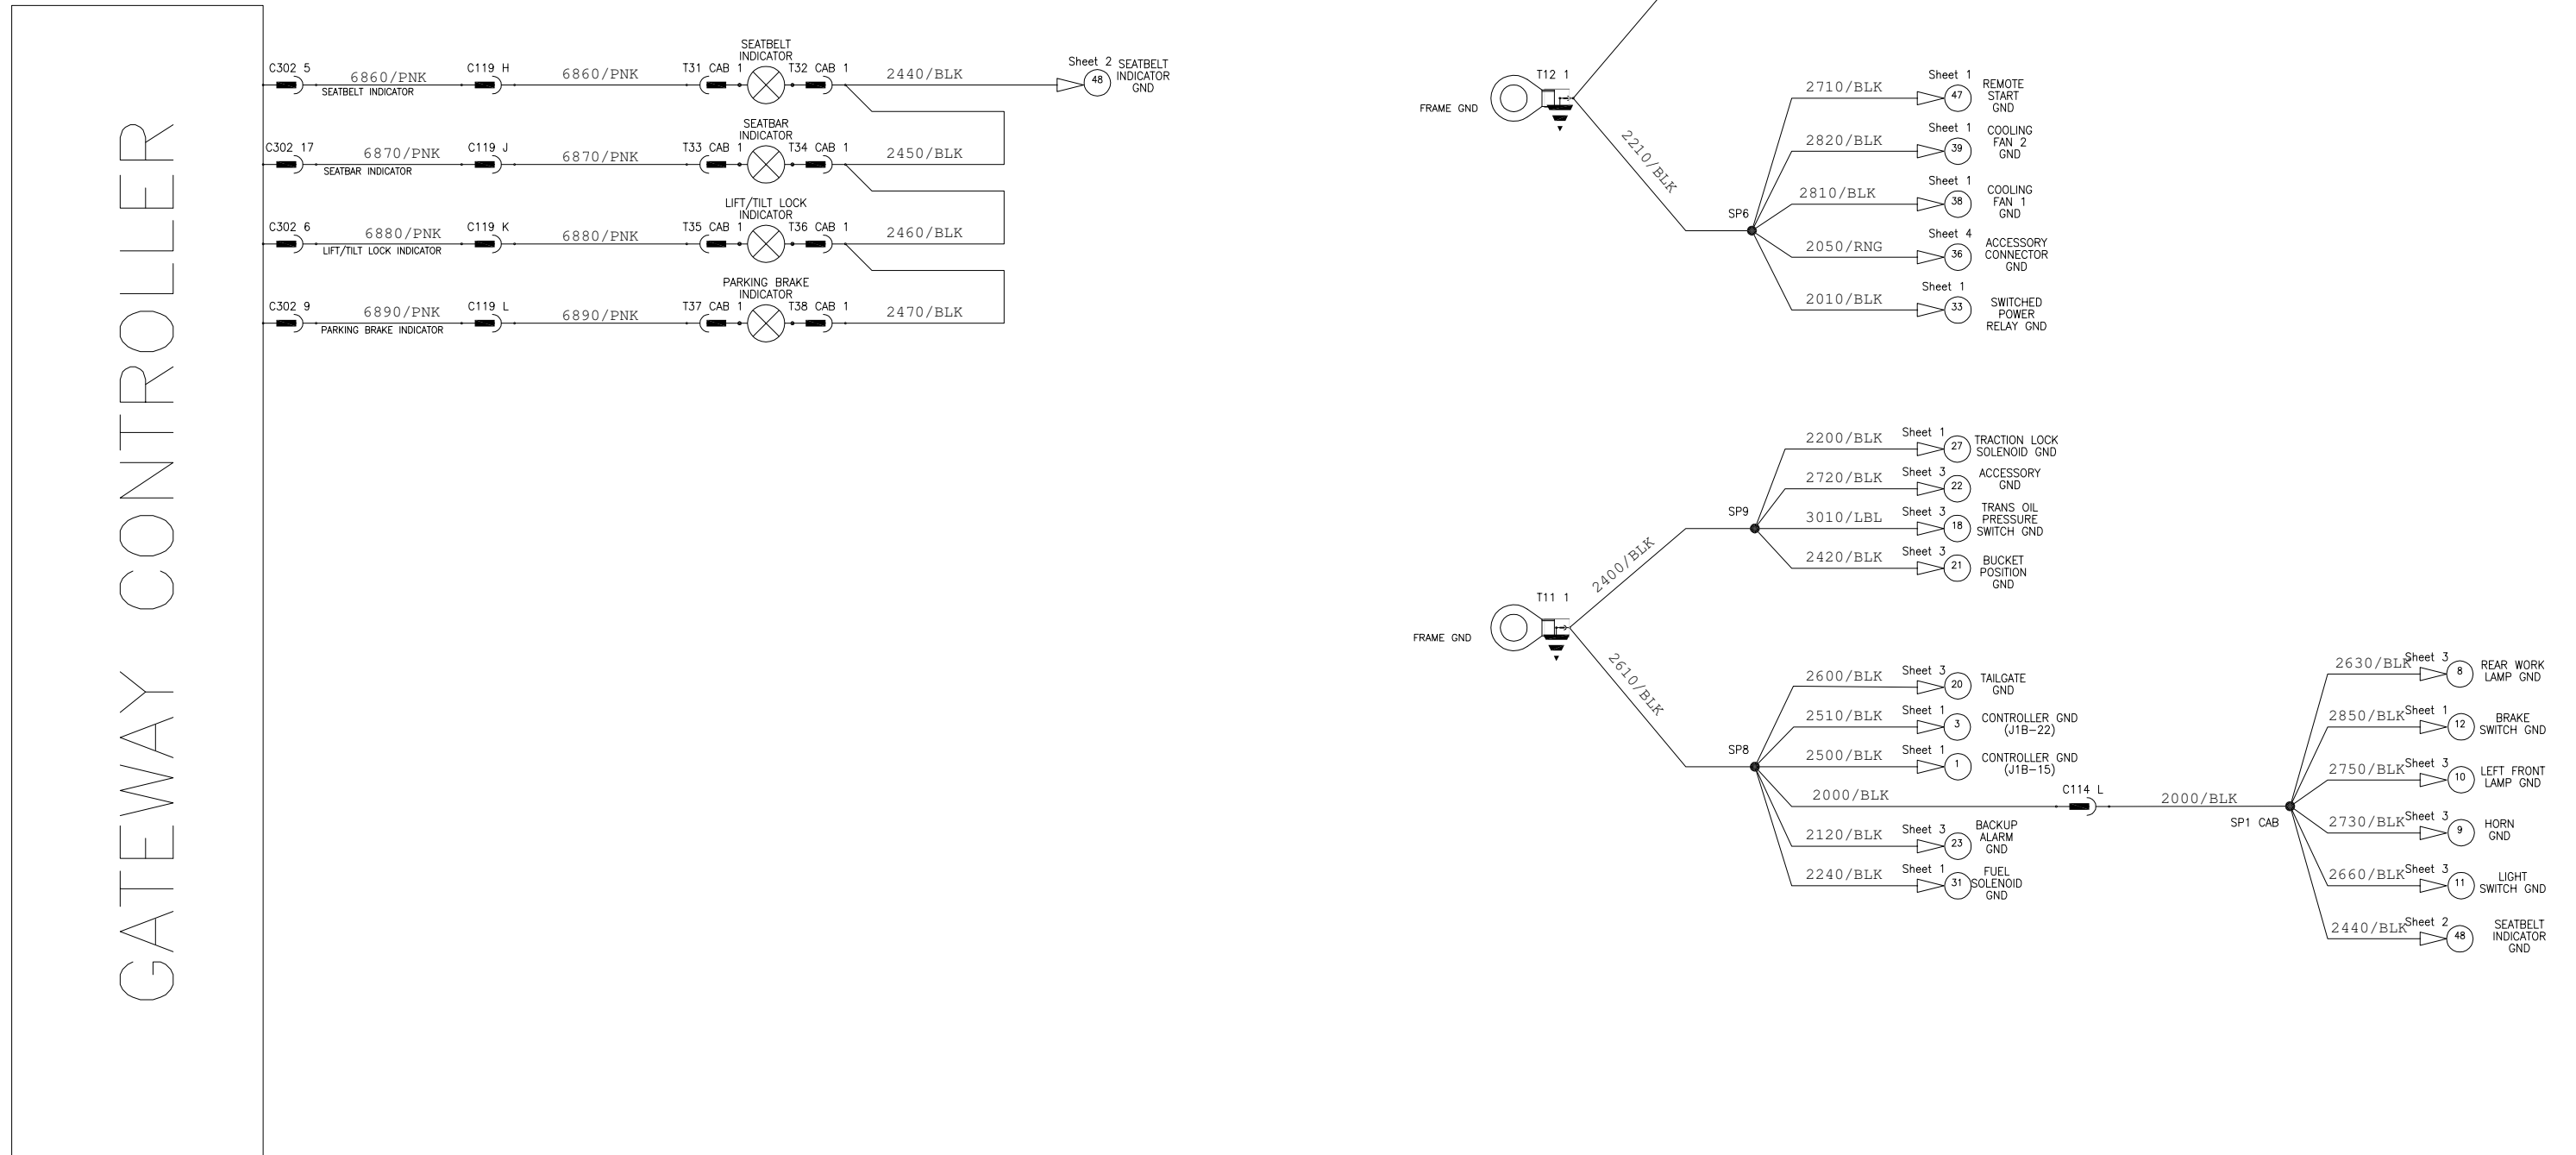 GATEWAY CONTROLLER
SEATBELT
INDICATOR
C302 5
6860/PNK
SEATBELT INDICATOR
C119 H
6860/PNK
T31 CAB 1
T32 CAB 1
2440/BLK
Sheet 2
48
SEATBELT
INDICATOR
GND
SEATBAR
INDICATOR
C302 17
6870/PNK
SEATBAR INDICATOR
C119 J
6870/PNK
T33 CAB 1
T34 CAB 1
2450/BLK
LIFT/TILT LOCK
INDICATOR
C302 6
6880/PNK
LIFT/TILT LOCK INDICATOR
C119 K
6880/PNK
T35 CAB 1
T36 CAB 1
2460/BLK
PARKING BRAKE
INDICATOR
C302 9
6890/PNK
PARKING BRAKE INDICATOR
C119 L
6890/PNK
T37 CAB 1
T38 CAB 1
2470/BLK
FRAME GND
T12 1
2210/BLK
SP6
2710/BLK
Sheet 1
47
REMOTE
START
GND
2820/BLK
Sheet 1
39
COOLING
FAN 2
GND
2810/BLK
Sheet 1
38
COOLING
FAN 1
GND
2050/RNG
Sheet 4
36
ACCESSORY
CONNECTOR
GND
2010/BLK
Sheet 1
33
SWITCHED
POWER
RELAY GND
FRAME GND
T11 1
2400/BLK
SP9
2200/BLK
Sheet 1
27
TRACTION LOCK
SOLENOID GND
2720/BLK
Sheet 3
22
ACCESSORY
GND
3010/LBL
Sheet 3
18
TRANS OIL
PRESSURE
SWITCH GND
2420/BLK
Sheet 3
21
BUCKET
POSITION
GND
2610/BLK
SP8
2600/BLK
Sheet 3
20
TAILGATE
GND
2510/BLK
Sheet 1
3
CONTROLLER GND
(J1B-22)
2500/BLK
Sheet 1
1
CONTROLLER GND
(J1B-15)
2000/BLK
C114 L
2000/BLK
SP1 CAB
2120/BLK
Sheet 3
23
BACKUP
ALARM
GND
2240/BLK
Sheet 1
31
FUEL
SOLENOID
GND
2630/BLK
Sheet 3
8
REAR WORK
LAMP GND
2850/BLK
Sheet 1
12
BRAKE
SWITCH GND
2750/BLK
Sheet 3
10
LEFT FRONT
LAMP GND
2730/BLK
Sheet 3
9
HORN
GND
2660/BLK
Sheet 3
11
LIGHT
SWITCH GND
2440/BLK
Sheet 2
48
SEATBELT
INDICATOR
GND